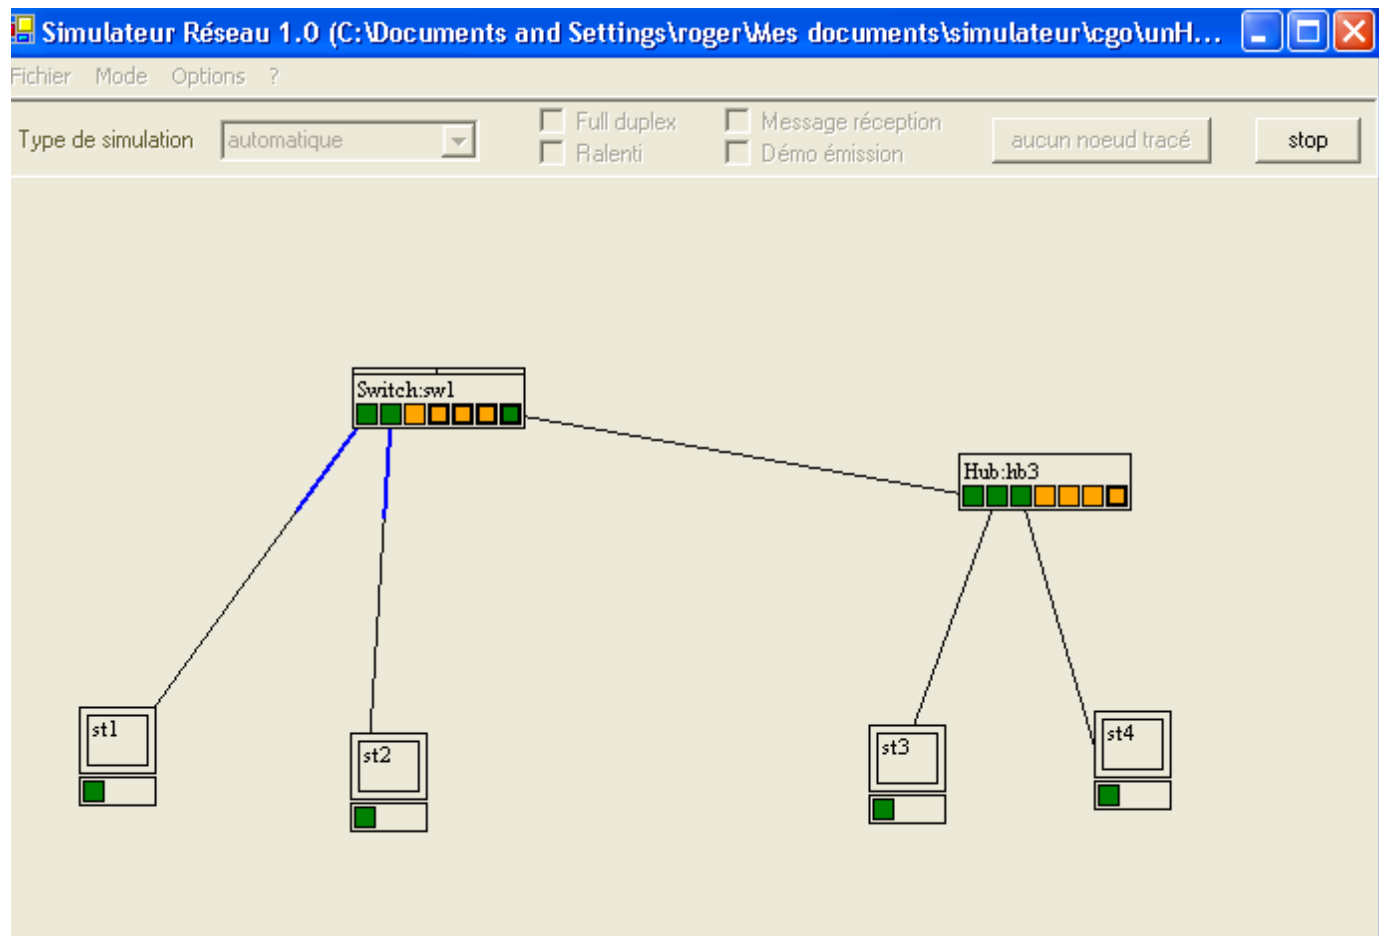 Simulateur Réseau 1.0 (C:\Documents and Settings\roger\Mes documents\simulateur\cgo\unH...
Fichier Mode Options ?
Type de simulation automatique Full duplex Message réception aucun noeud tracé stop
Ralenti Démo émission
Switch:sw1
Hub:hb3
st1
st2
st3
st4